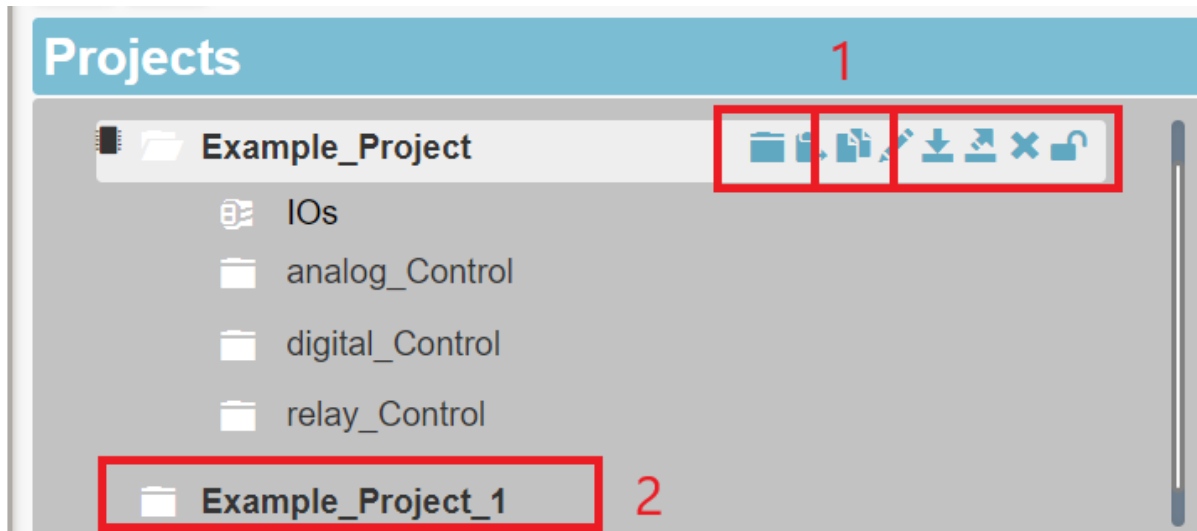 Projects
1
Example_Project
IOs
analog_Control
digital_Control
relay_Control
Example_Project_1
2